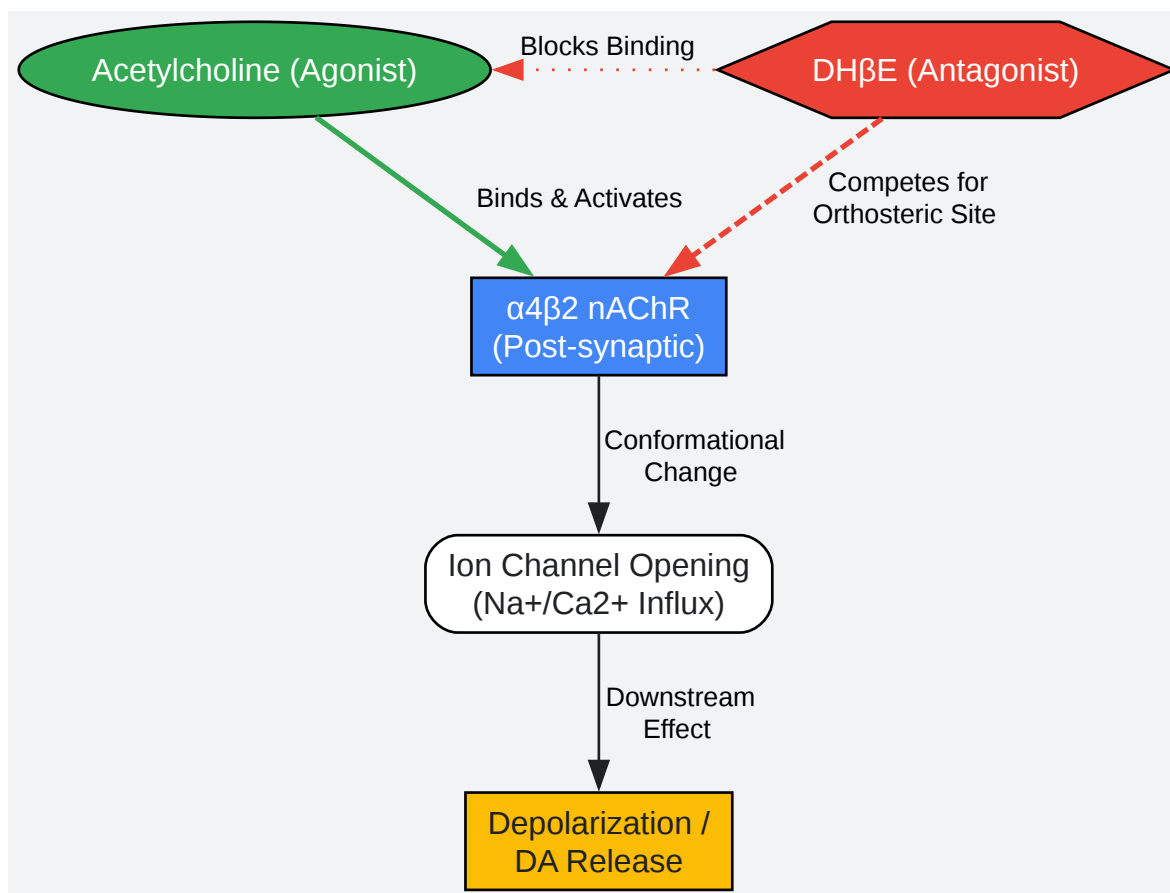 Acetylcholine (Agonist)
Blocks Binding
DHβE (Antagonist)
Binds & Activates
Competes for
Orthosteric Site
α4β2 nAChR
(Post-synaptic)
Conformational
Change
Ion Channel Opening
(Na+/Ca2+ Influx)
Downstream
Effect
Depolarization /
DA Release